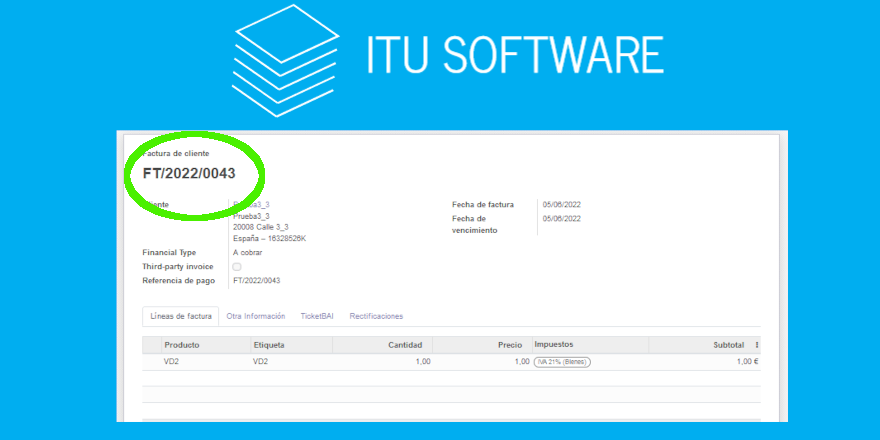 ITU SOFTWARE
Factura de cliente
FT/2022/0043
Prueba3_3
Prueba3_3
20008 Calle 3_3
España – 16328526K
Fecha de factura 05/06/2022
Fecha de vencimiento 05/06/2022
Financial Type A cobrar
Third-party invoice
Referencia de pago FT/2022/0043
Líneas de factura Otra Información TicketBAI Rectificaciones
Producto Etiqueta Cantidad Precio Impuestos Subtotal
VD2 VD2 1,00 1,00 IVA 21% (Bienes) 1,00 €